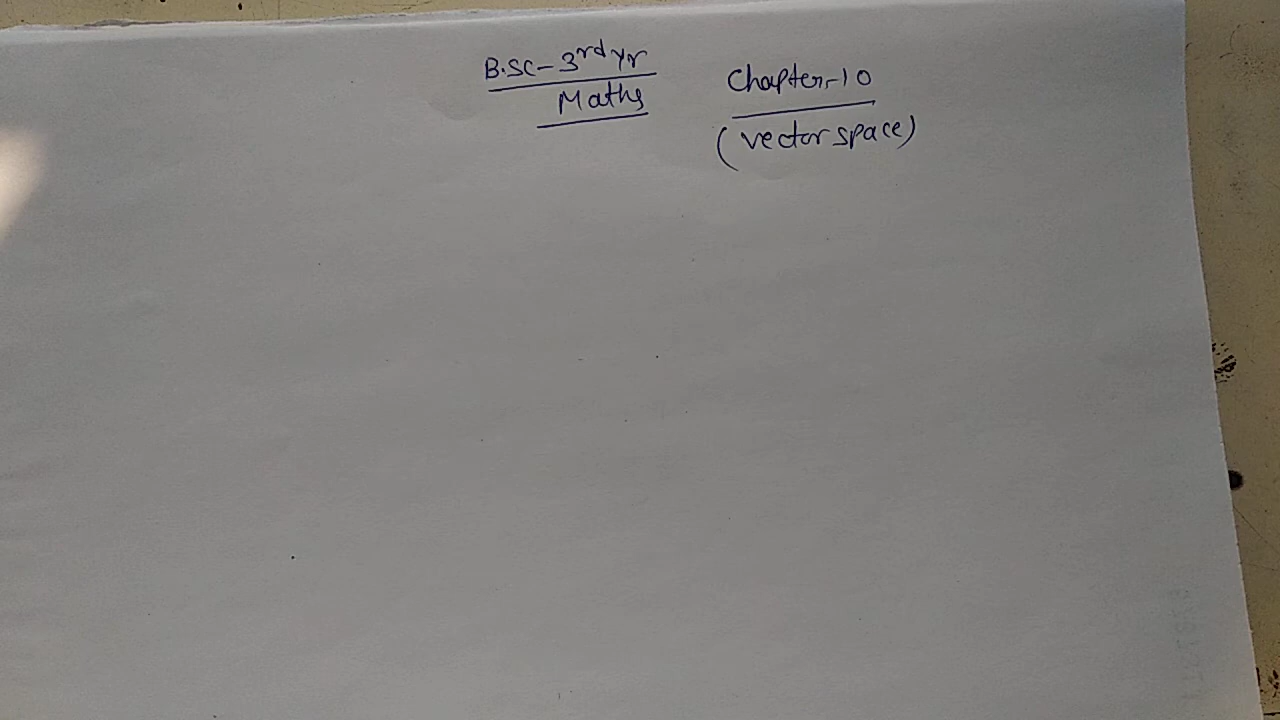 B.SC- 3rd yr
Maths
Chapter-10
(vector space)